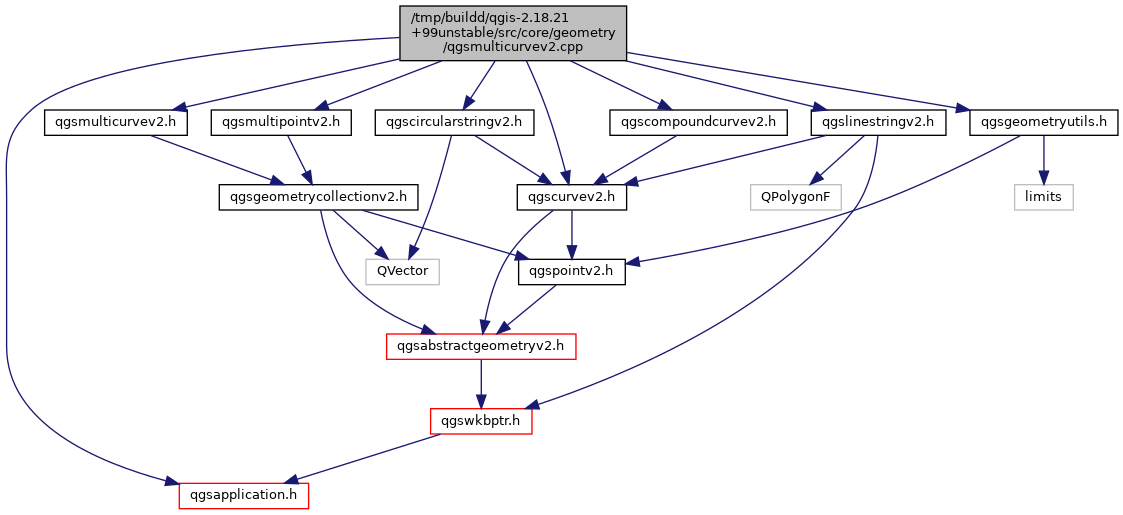 /tmp/buildd/qgis-2.18.21
+99unstable/src/core/geometry
/qgsmulticurvev2.cpp
qgsmulticurvev2.h
qgsmultipointv2.h
qgscircularstringv2.h
qgscompoundcurvev2.h
qgslinestringv2.h
qgsgeometryutils.h
qgsgeometrycollectionv2.h
qgscurvev2.h
QPolygonF
limits
QVector
qgspointv2.h
qgsabstractgeometryv2.h
qgswkbptr.h
qgsapplication.h